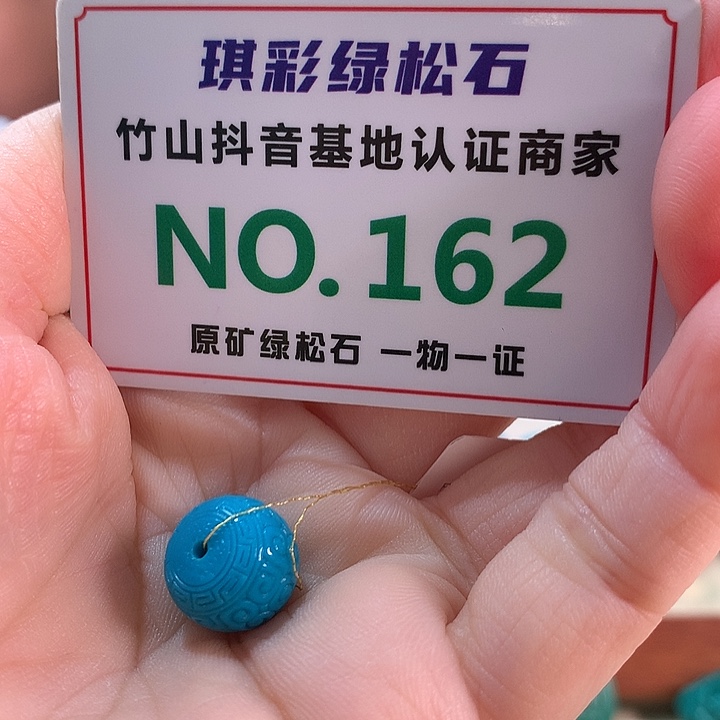 琪彩绿松石
竹山抖音基地认证商家
NO.162
原矿绿松石 一物一证